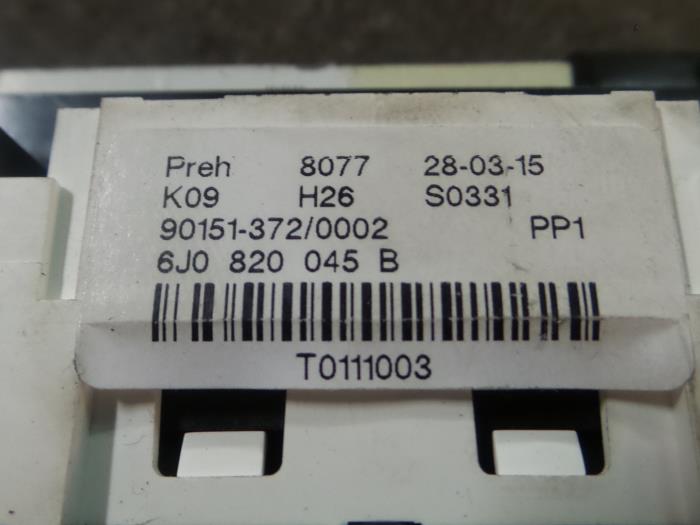 Preh 8077 28-03-15
K09 H26 S0331
90151-372/0002 PP1
6J0 820 045 B
T0111003